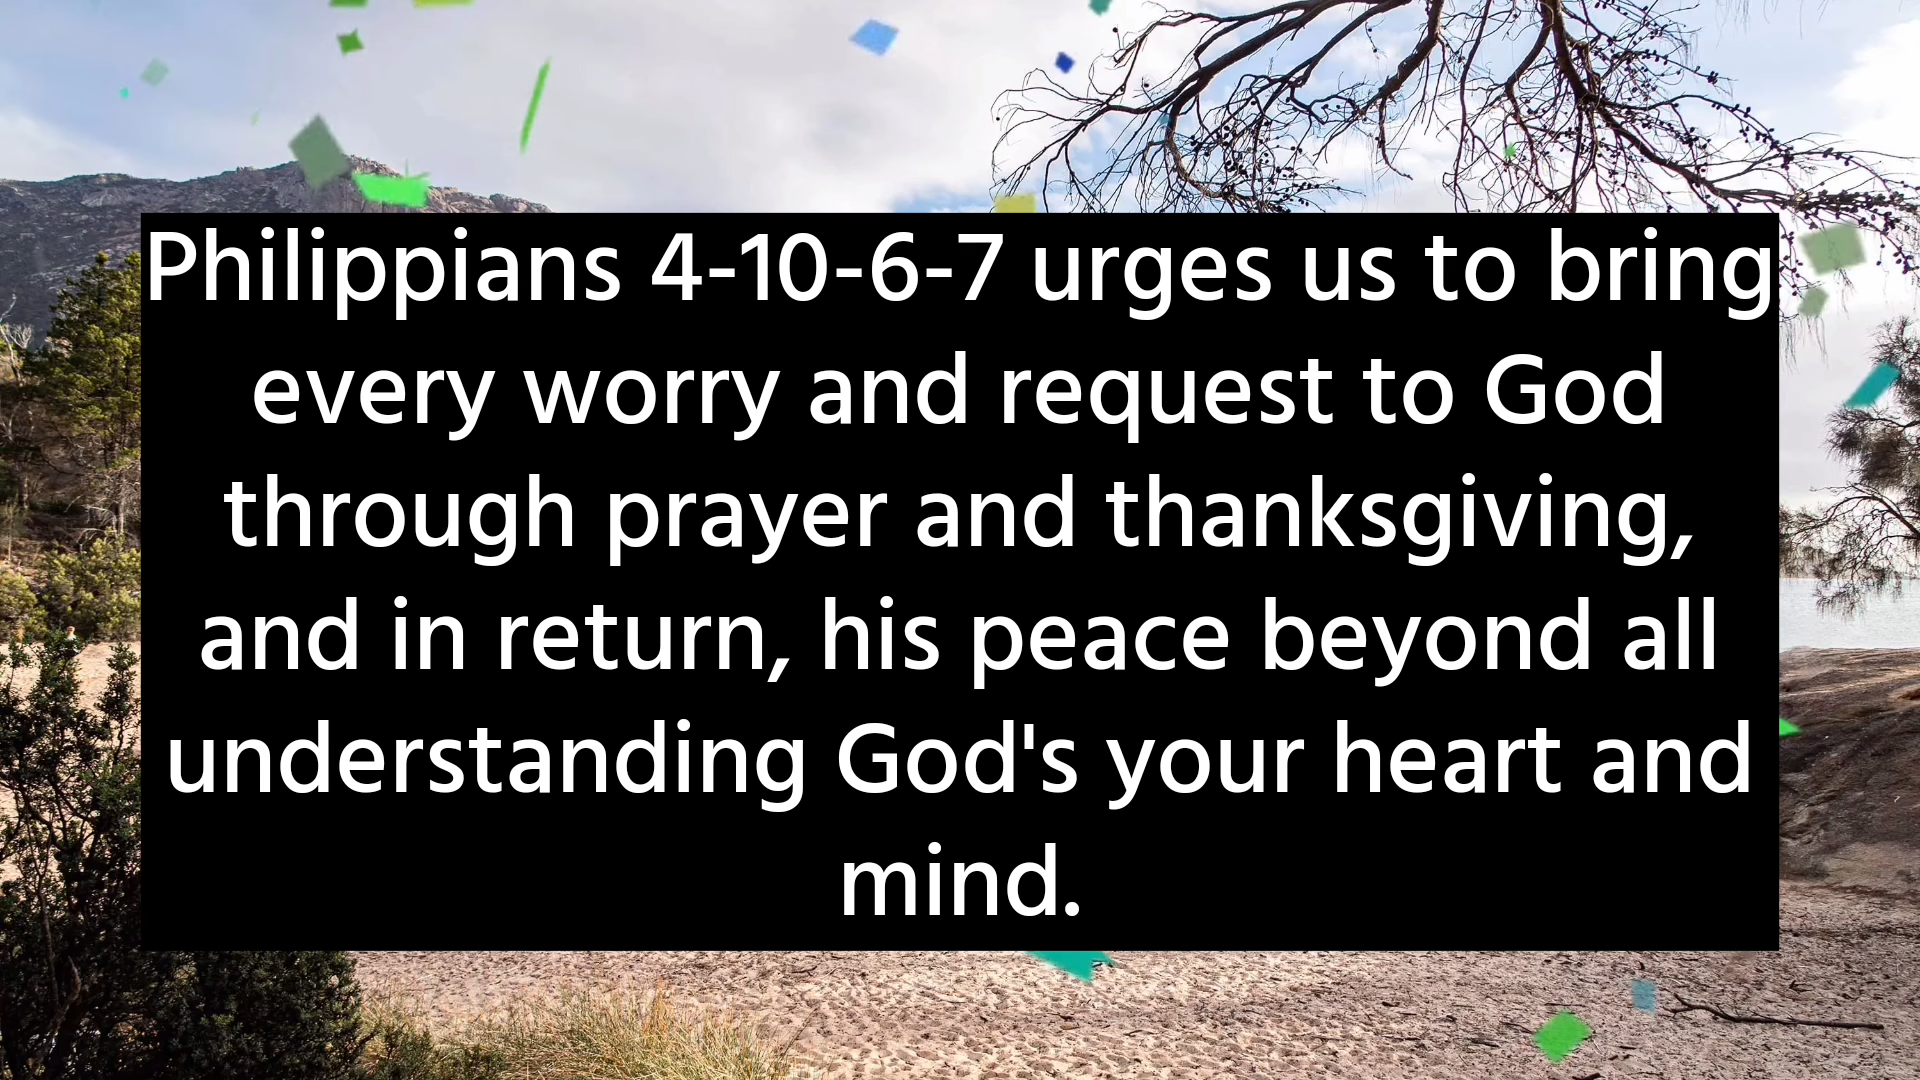 Philippians 4-10-6-7 urges us to bring
every worry and request to God
through prayer and thanksgiving,
and in return, his peace beyond all
understanding God's your heart and
mind.